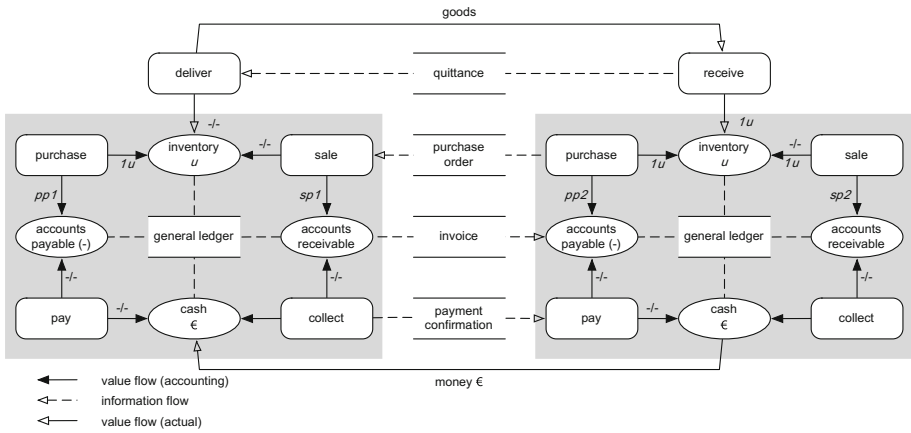 goods
deliver
quittance
receive
-/-
1u
purchase
1u
inventory
u
-/-
sale
purchase
order
purchase
1u
inventory
u
-/-
1u
sale
pp1
sp1
pp2
sp2
accounts
payable (-)
general ledger
accounts
receivable
invoice
accounts
payable (-)
general ledger
accounts
receivable
-/-
-/-
-/-
-/-
pay
-/-
cash
€
collect
payment
confirmation
pay
-/-
cash
€
collect
money €
value flow (accounting)
information flow
value flow (actual)